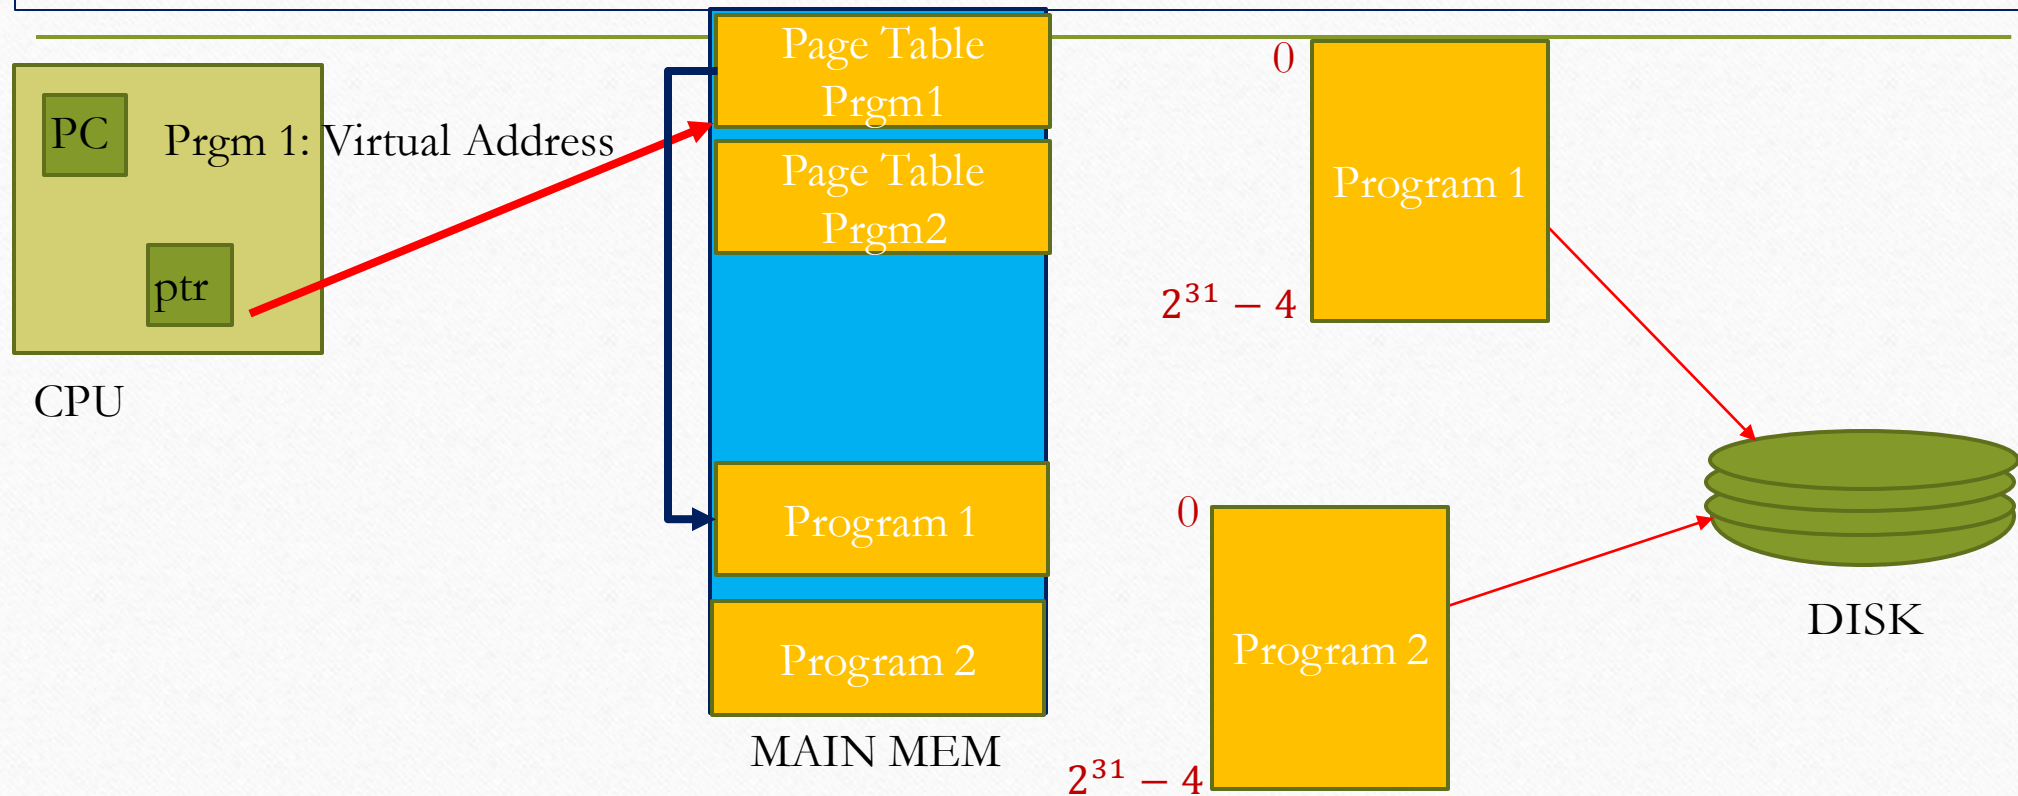 PC
Prgm 1: Virtual Address
ptr
CPU
Page Table
Prgm1
Page Table
Prgm2
Program 1
Program 2
MAIN MEM
0
Program 1
2³¹ − 4
0
Program 2
2³¹ − 4
DISK